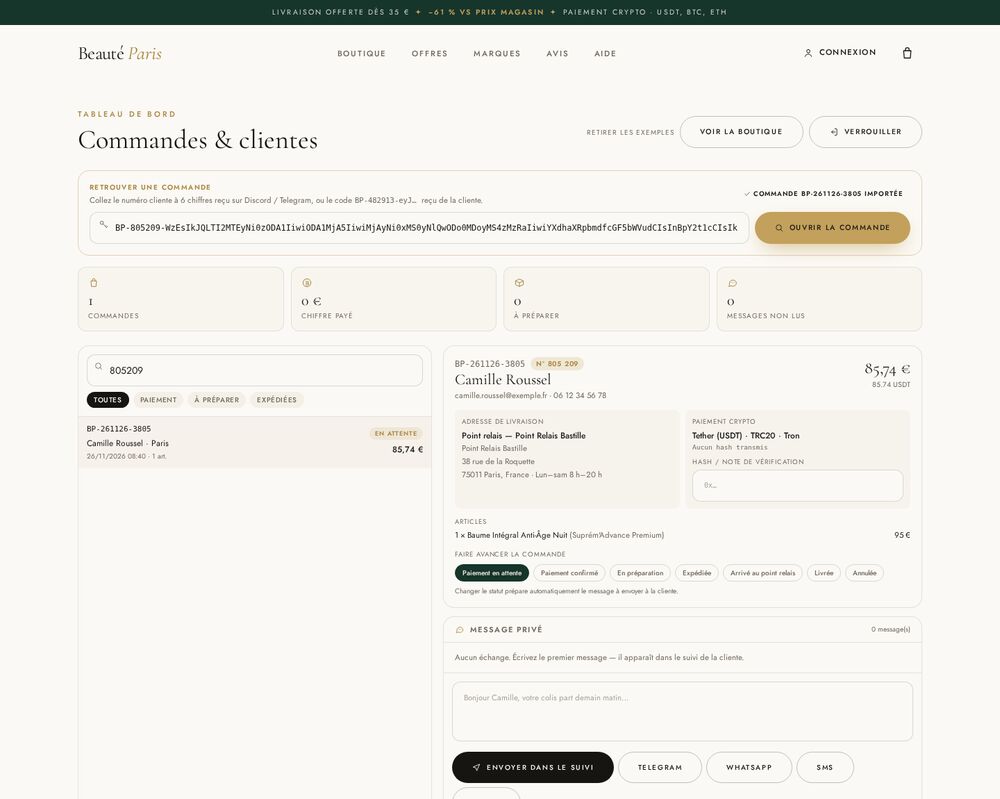 LIVRAISON OFFERTE DÈS 35 € ✦ −61 % VS PRIX MAGASIN ✦ PAIEMENT CRYPTO · USDT, BTC, ETH
Beauté Paris
BOUTIQUE OFFRES MARQUES AVIS AIDE
CONNEXION
TABLEAU DE BORD
Commandes & clientes
RETIRER LES EXEMPLES
VOIR LA BOUTIQUE
VERROUILLER
RETROUVER UNE COMMANDE
Collez le numéro cliente à 6 chiffres reçu sur Discord / Telegram, ou le code BP-482913-eyJ… reçu de la cliente.
✓ COMMANDE BP-261126-3805 IMPORTÉE
BP-805209-WzEsIkJQLTI2MTEyNi0zODA1IiwiODA1MjA5IiwiMjAyNi0xMS0yNlQwODo0MDoyMS4zMzRaIiwiYXdhaXRpbmdfcGF5bWVudCIsInBpY2t1cCIsIk
OUVRIR LA COMMANDE
1
COMMANDES
0 €
CHIFFRE PAYÉ
0
À PRÉPARER
0
MESSAGES NON LUS
805209
TOUTES PAIEMENT À PRÉPARER EXPÉDIÉES
BP-261126-3805
Camille Roussel · Paris
26/11/2026 08:40 · 1 art.
EN ATTENTE
85,74 €
BP-261126-3805 N° 805 209
Camille Roussel
camille.roussel@exemple.fr · 06 12 34 56 78
85,74 €
85.74 USDT
ADRESSE DE LIVRAISON
Point relais — Point Relais Bastille
Point Relais Bastille
38 rue de la Roquette
75011 Paris, France · Lun–sam 8 h–20 h
PAIEMENT CRYPTO
Tether (USDT) · TRC20 · Tron
Aucun hash transmis
HASH / NOTE DE VÉRIFICATION
0x…
ARTICLES
1 × Baume Intégral Anti-Âge Nuit (Suprëm'Advance Premium) 95 €
FAIRE AVANCER LA COMMANDE
Paiement en attente Paiement confirmé En préparation Expédiée Arrivé au point relais Livrée Annulée
Changer le statut prépare automatiquement le message à envoyer à la cliente.
MESSAGE PRIVÉ
0 message(s)
Aucun échange. Écrivez le premier message — il apparaît dans le suivi de la cliente.
Bonjour Camille, votre colis part demain matin…
ENVOYER DANS LE SUIVI TELEGRAM WHATSAPP SMS